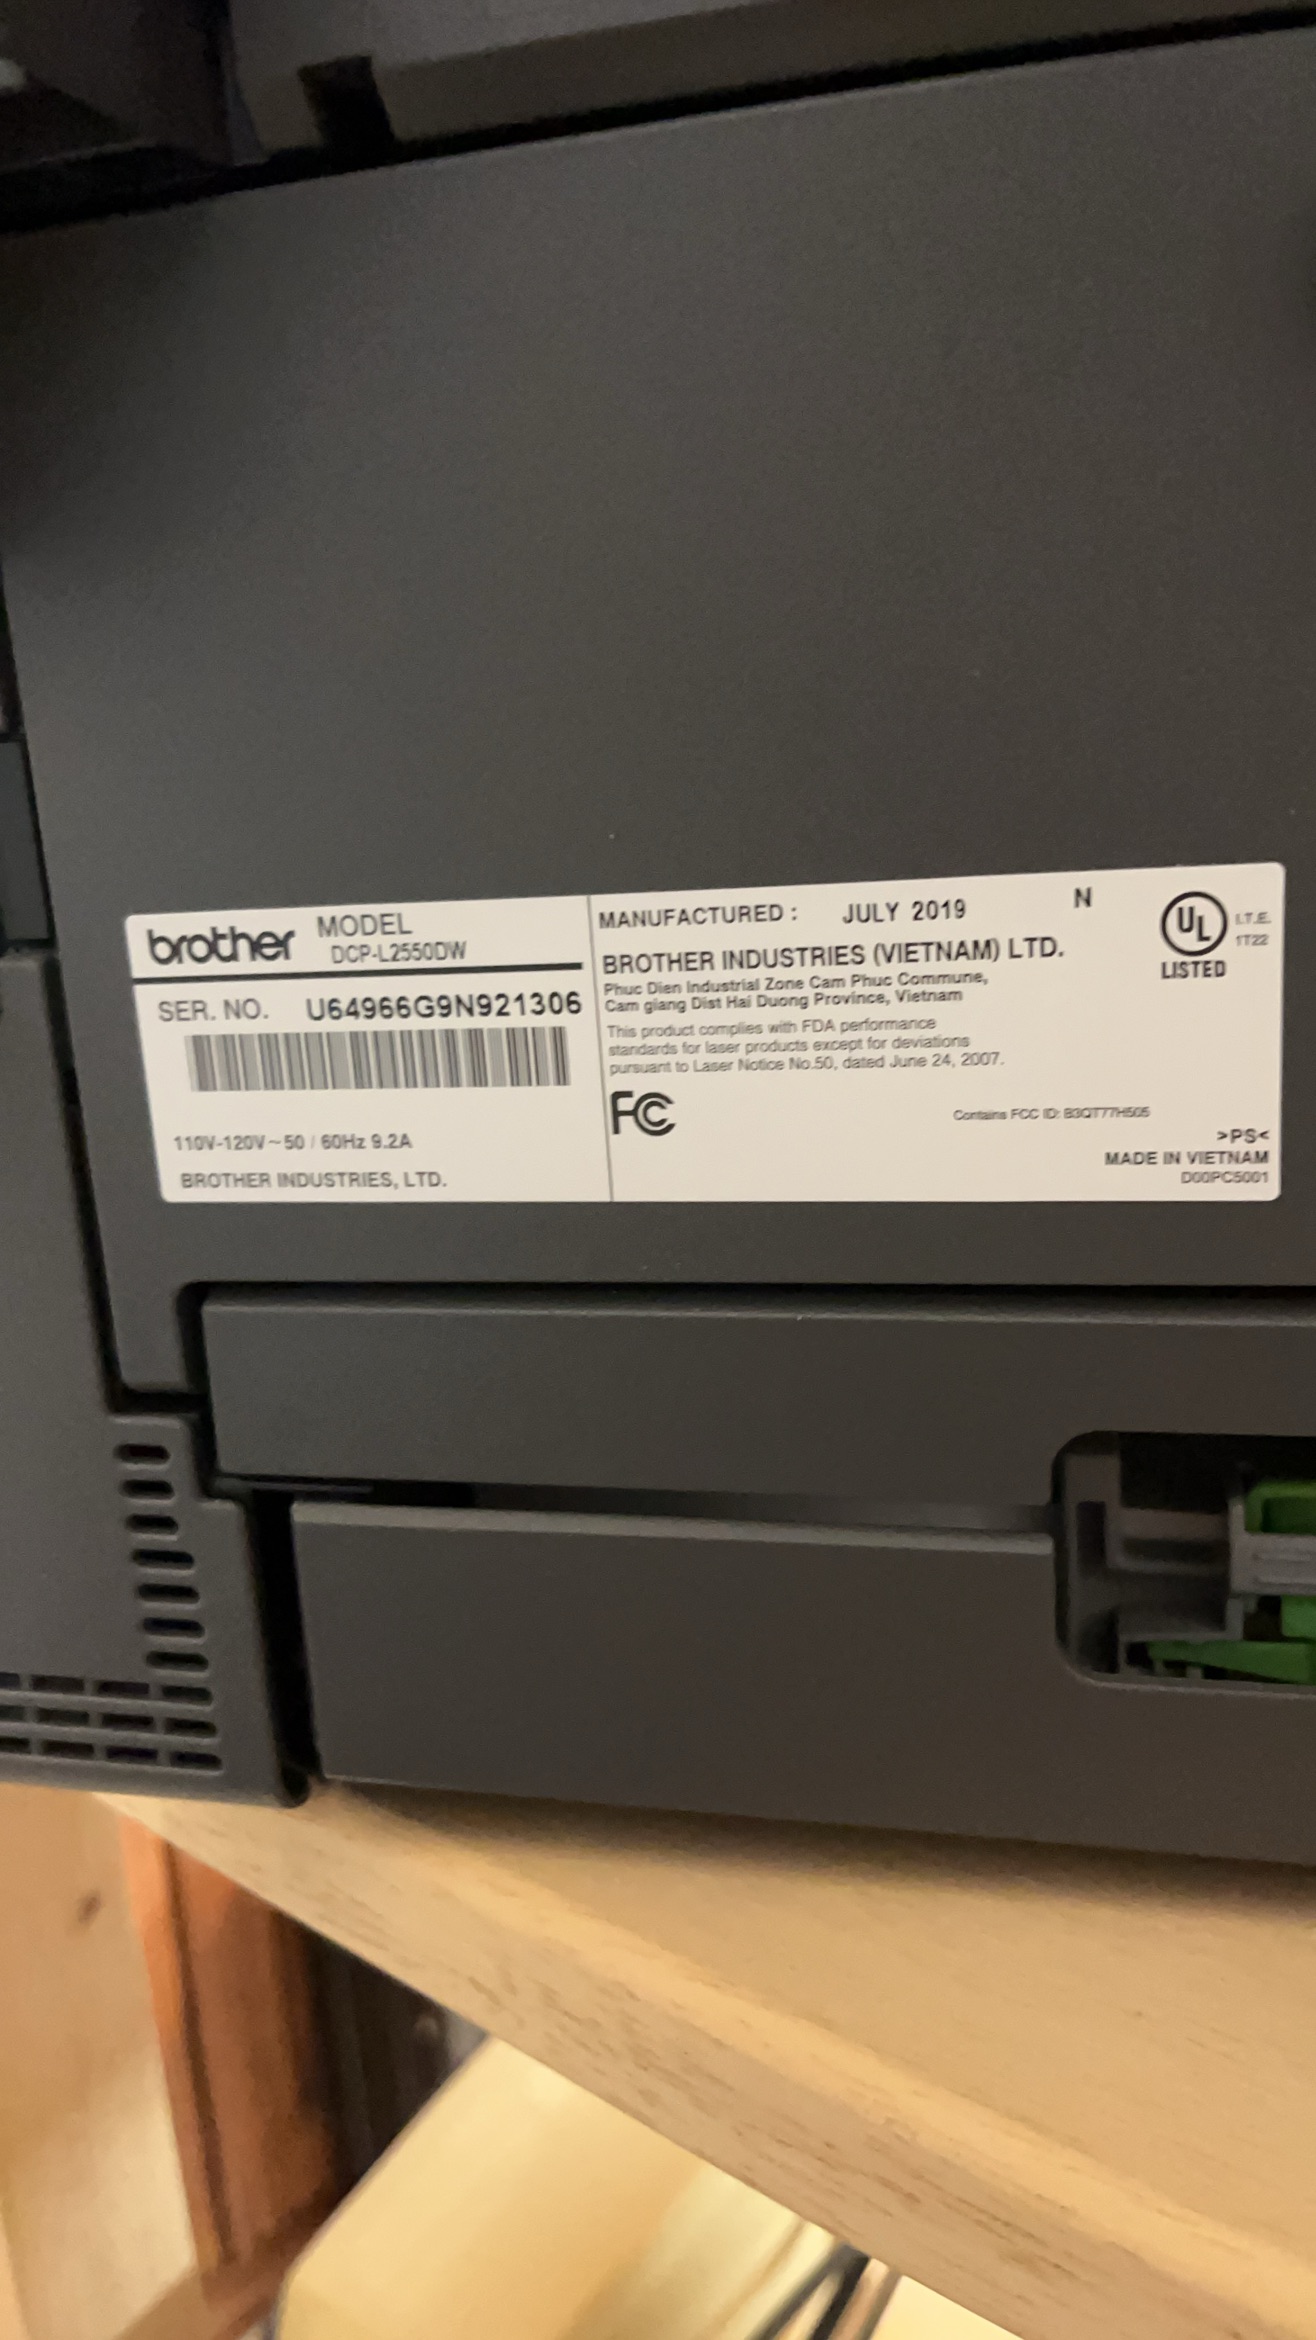 brother MODEL
DCP-L2550DW
SER. NO. U64966G9N921306
110V-120V~50 / 60Hz 9.2A
BROTHER INDUSTRIES, LTD.
MANUFACTURED : JULY 2019 N
BROTHER INDUSTRIES (VIETNAM) LTD.
Phuc Dien Industrial Zone Cam Phuc Commune,
Cam giang Dist Hai Duong Province, Vietnam
This product complies with FDA performance
standards for laser products except for deviations
pursuant to Laser Notice No.50, dated June 24, 2007.
FC
Contains FCC ID: B3QT77H505
UL
LISTED
I.T.E.
1T22
>PS<
MADE IN VIETNAM
D00PC5001